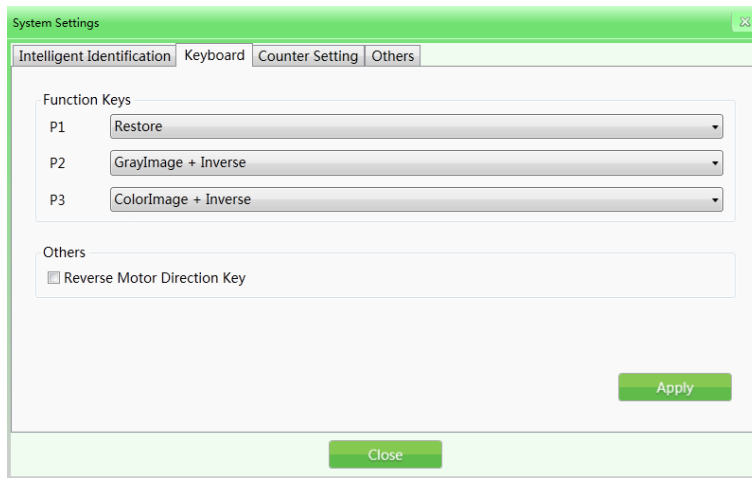 System Settings
Intelligent Identification Keyboard Counter Setting Others
Function Keys
P1 Restore
P2 GrayImage + Inverse
P3 ColorImage + Inverse
Others
Reverse Motor Direction Key
Apply
Close